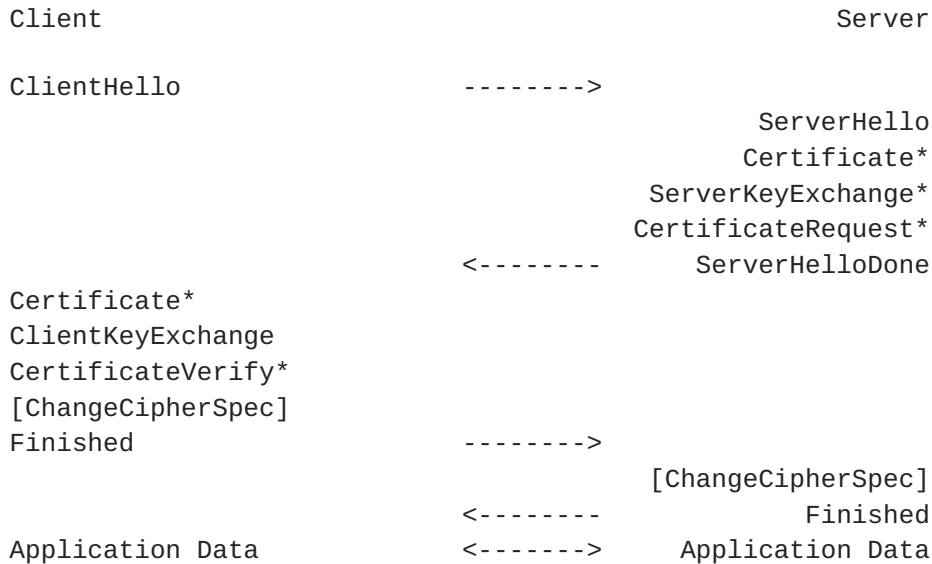 Client                                               Server

ClientHello                  -------->
                                                ServerHello
                                               Certificate*
                                         ServerKeyExchange*
                                        CertificateRequest*
                             <--------      ServerHelloDone
Certificate*
ClientKeyExchange
CertificateVerify*
[ChangeCipherSpec]
Finished                     -------->
                                         [ChangeCipherSpec]
                             <--------             Finished
Application Data             <------->     Application Data